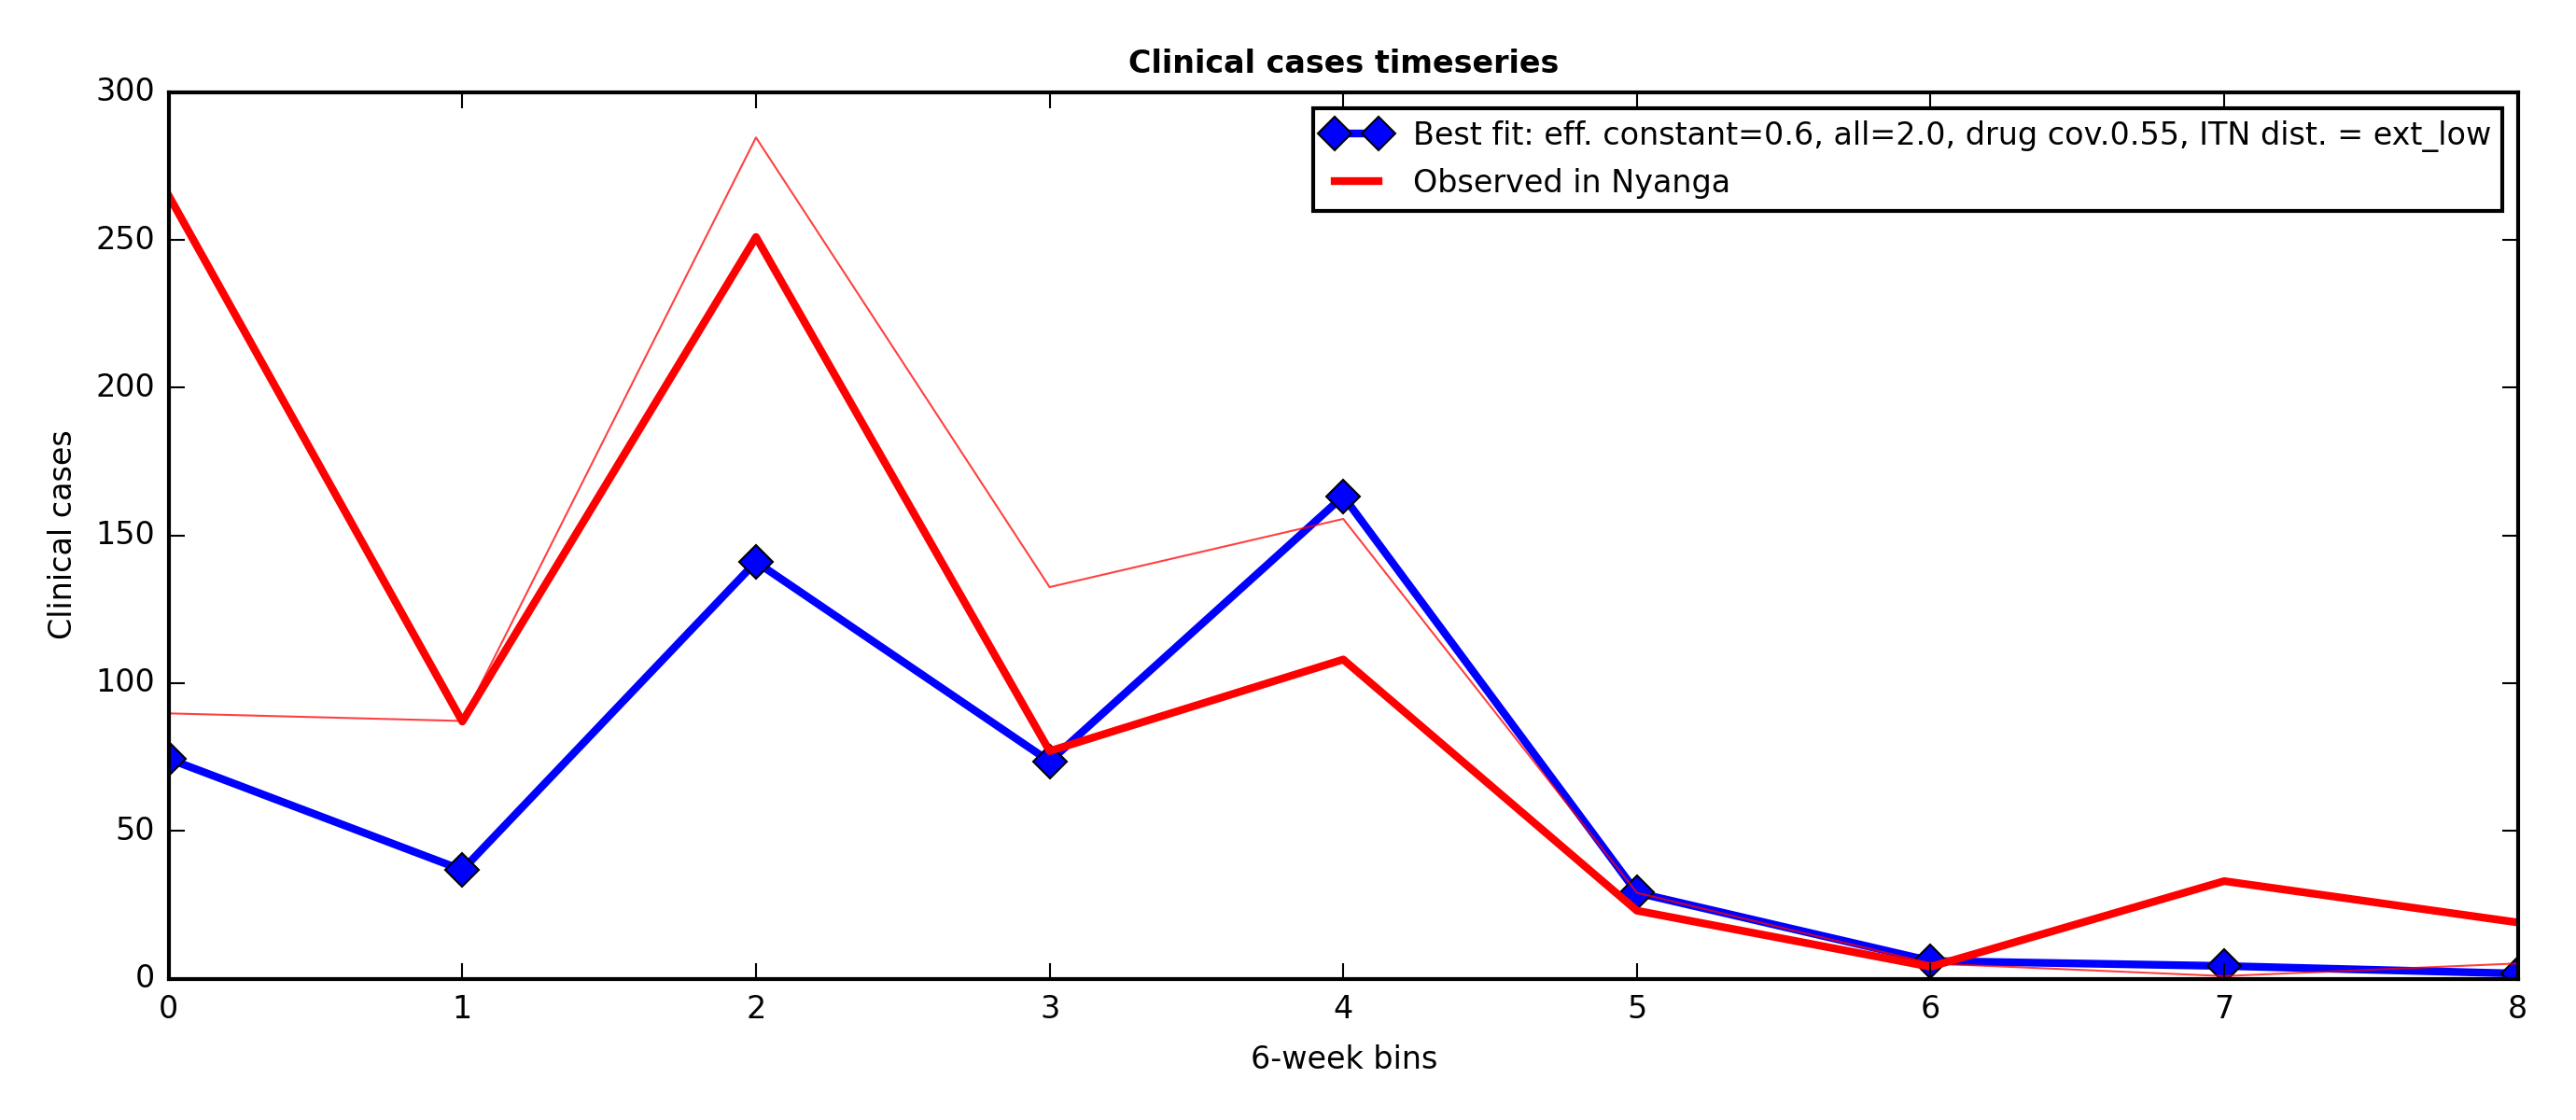 Clinical cases timeseries
300
250
200
150
100
50
0
Clinical cases
Best fit: eff. constant=0.6, all=2.0, drug cov.0.55, ITN dist. = ext_low
Observed in Nyanga
0 1 2 3 4 5 6 7 8
6-week bins